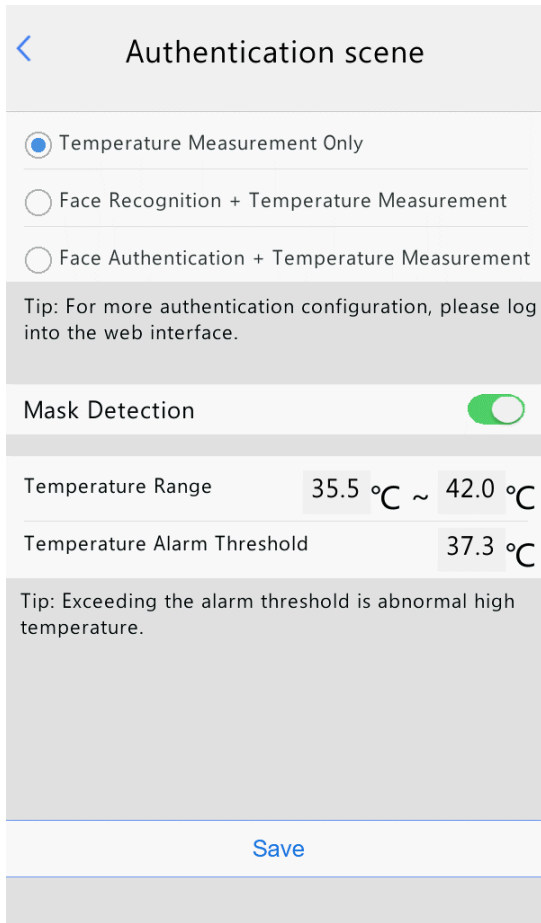 Authentication scene
Temperature Measurement Only
Face Recognition + Temperature Measurement
Face Authentication + Temperature Measurement
Tip: For more authentication configuration, please log
into the web interface.
Mask Detection
Temperature Range 35.5 °C ~ 42.0 °C
Temperature Alarm Threshold 37.3 °C
Tip: Exceeding the alarm threshold is abnormal high
temperature.
Save